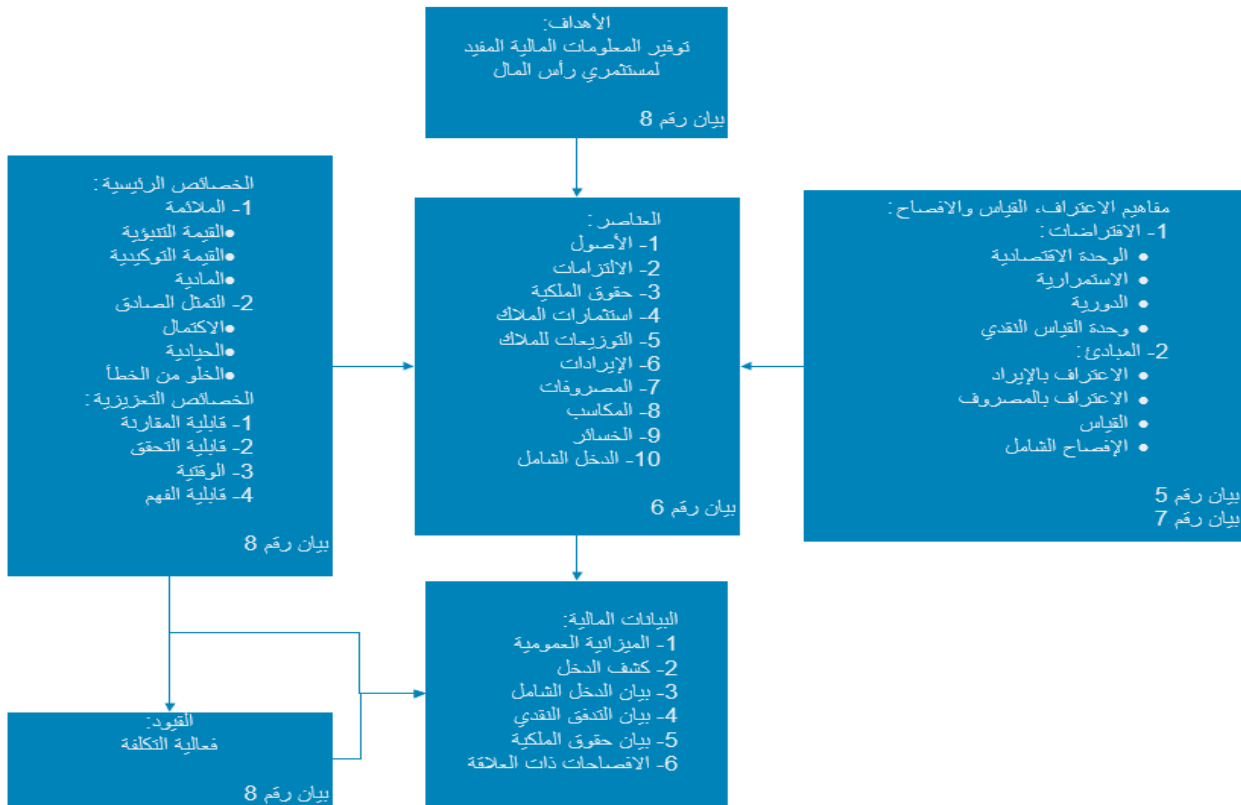 الأهداف:
توفير المعلومات المالية المفيد
لمستثمري رأس المال
بيان رقم 8
مفاهيم الاعتراف، القياس والافصاح:
1- الافتراضات:
• الوحدة الاقتصادية
• الاستمرارية
• الدورية
• وحدة القياس النقدي
2- المبادئ:
• الاعتراف بالإيراد
• الاعتراف بالمصروف
• القياس
• الإفصاح الشامل
بيان رقم 5
بيان رقم 7
العناصر:
1- الأصول
2- الالتزامات
3- حقوق الملكية
4- استثمارات الملاك
5- التوزيعات للملاك
6- الإيرادات
7- المصروفات
8- المكاسب
9- الخسائر
10- الدخل الشامل
بيان رقم 6
الخصائص الرئيسية:
1- الملائمة
•القيمة التنبؤية
•القيمة التوكيدية
•المادية
2- التمثل الصادق
•الاكتمال
•الحيادية
•الخلو من الخطأ
الخصائص التعزيزية:
1- قابلية المقارنة
2- قابلية التحقق
3- الوقتية
4- قابلية الفهم
بيان رقم 8
البيانات المالية:
1- الميزانية العمومية
2- كشف الدخل
3- بيان الدخل الشامل
4- بيان التدفق النقدي
5- بيان حقوق الملكية
6- الافصاحات ذات العلاقة
القيود:
فعالية التكلفة
بيان رقم 8